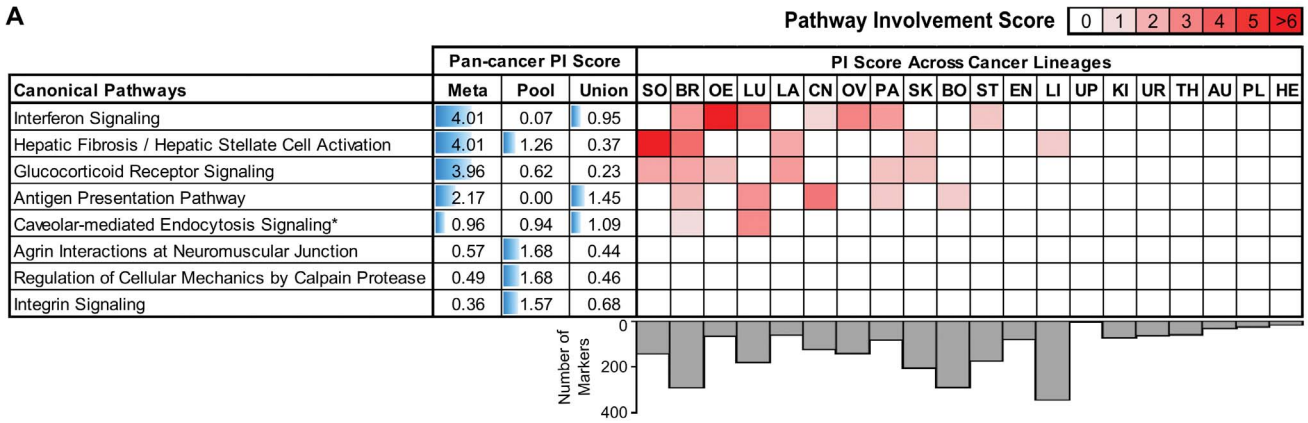 A
Pathway Involvement Score 0 1 2 3 4 5 >6
Pan-cancer PI Score PI Score Across Cancer Lineages
Canonical Pathways Meta Pool Union SO BR OE LU LA CN OV PA SK BO ST EN LI UP KI UR TH AU PL HE
Interferon Signaling 4.01 0.07 0.95
Hepatic Fibrosis / Hepatic Stellate Cell Activation 4.01 1.26 0.37
Glucocorticoid Receptor Signaling 3.96 0.62 0.23
Antigen Presentation Pathway 2.17 0.00 1.45
Caveolar-mediated Endocytosis Signaling* 0.96 0.94 1.09
Agrin Interactions at Neuromuscular Junction 0.57 1.68 0.44
Regulation of Cellular Mechanics by Calpain Protease 0.49 1.68 0.46
Integrin Signaling 0.36 1.57 0.68
Number of
Markers
0
200
400